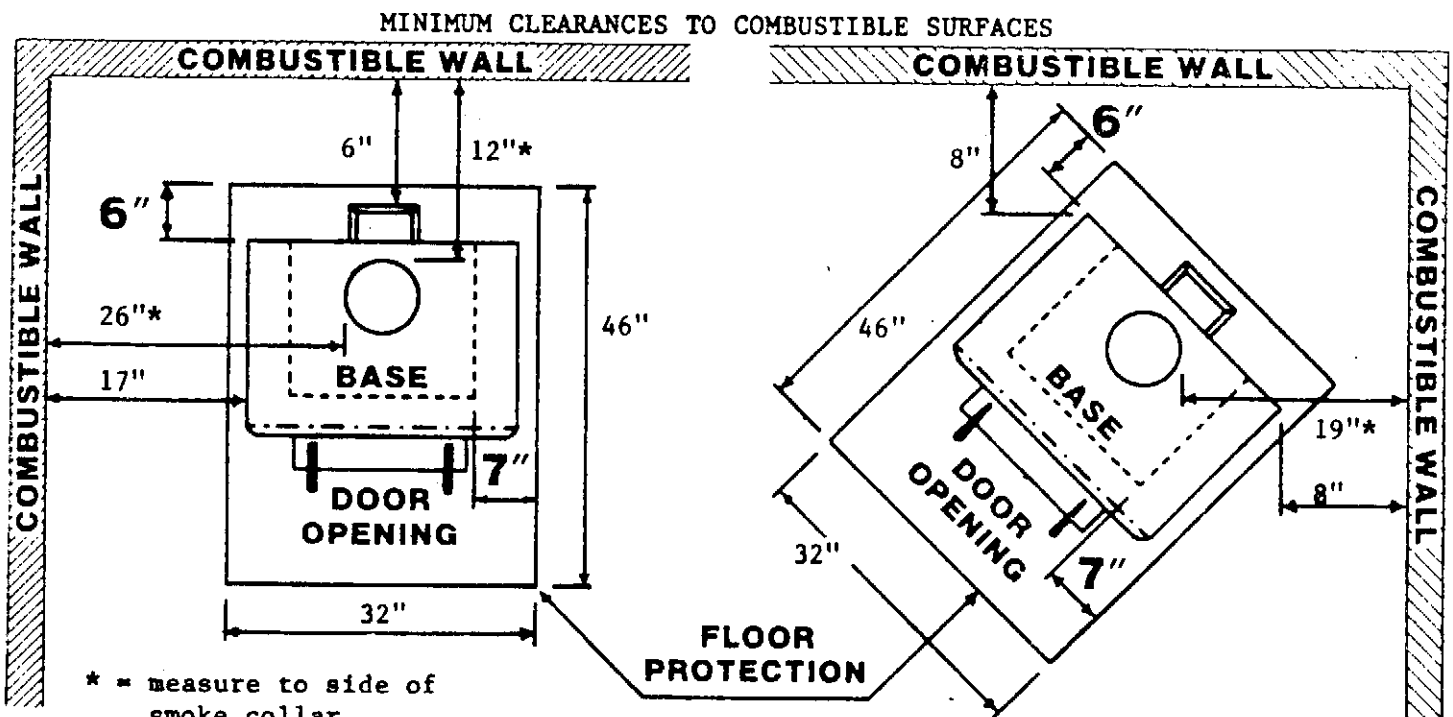 MINIMUM CLEARANCES TO COMBUSTIBLE SURFACES
COMBUSTIBLE WALL
COMBUSTIBLE WALL
6"
12"*
6"
COMBUSTIBLE WALL
26"*
17"
46"
BASE
7"
DOOR
OPENING
32"
* = measure to side of
smoke collar
8"
6"
46"
BASE
COMBUSTIBLE WALL
19"*
8"
DOOR
OPENING
32"
7"
FLOOR
PROTECTION